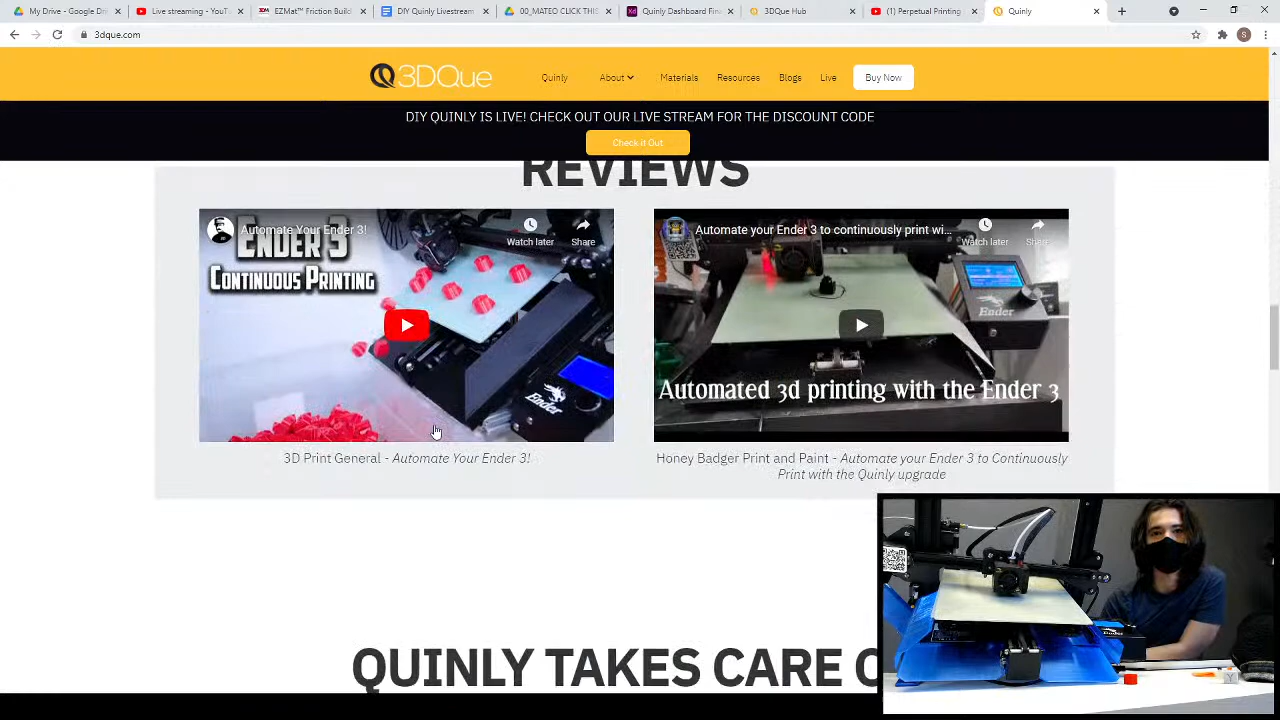 My Drive - Google Dri
Live streaming - YouTu
EZMat™ Friction Build
DIY Quinly Livestream
00_MATEO CLICK THIS
Quinly Dashboard Fina
3DQue Hub
(1) Perpetual Printing
Quinly
3dque.com
S
3DQue
Quinly
About
Materials
Resources
Blogs
Live
Buy Now
DIY QUINLY IS LIVE! CHECK OUT OUR LIVE STREAM FOR THE DISCOUNT CODE
Check it Out
REVIEWS
Automate Your Ender 3!
Watch later
Share
ENDER 3
CONTINUOUS PRINTING
Ender
3D Print General - Automate Your Ender 3!
Automate your Ender 3 to continuously print wi...
Watch later
Share
Ender
Automated 3d printing with the Ender 3
Honey Badger Print and Paint - Automate your Ender 3 to Continuously
Print with the Quinly upgrade
QUINLY TAKES CARE O